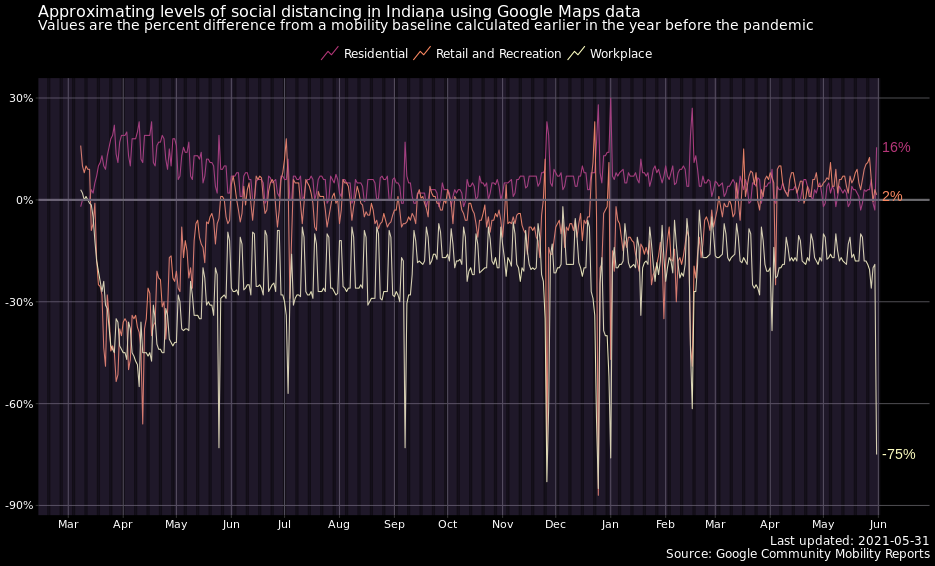 Approximating levels of social distancing in Indiana using Google Maps data
Values are the percent difference from a mobility baseline calculated earlier in the year before the pandemic
Residential Retail and Recreation Workplace
30%
0%
-30%
-60%
-90%
16%
2%
-75%
Mar Apr May Jun Jul Aug Sep Oct Nov Dec Jan Feb Mar Apr May Jun
Last updated: 2021-05-31
Source: Google Community Mobility Reports